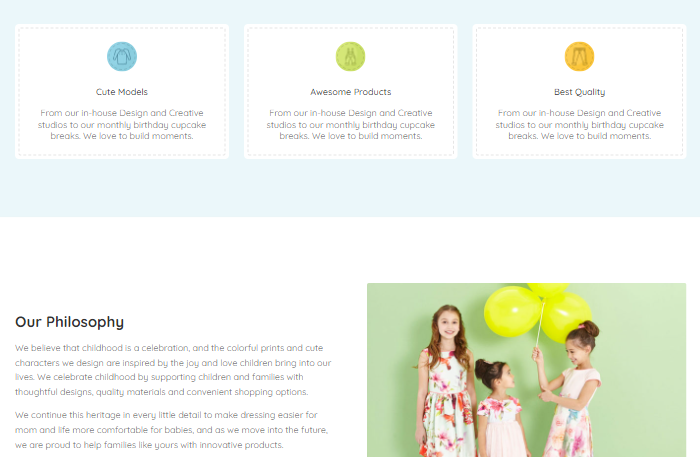 Cute Models
From our in-house Design and Creative
studios to our monthly birthday cupcake
breaks. We love to build moments.
Awesome Products
From our in-house Design and Creative
studios to our monthly birthday cupcake
breaks. We love to build moments.
Best Quality
From our in-house Design and Creative
studios to our monthly birthday cupcake
breaks. We love to build moments.
Our Philosophy
We believe that childhood is a celebration, and the colorful prints and cute
characters we design are inspired by the joy and love children bring into our
lives. We celebrate childhood by supporting children and families with
thoughtful designs, quality materials and convenient shopping options.
We continue this heritage in every little detail to make dressing easier for
mom and life more comfortable for babies, and as we move into the future,
we are proud to help families like yours with innovative products.